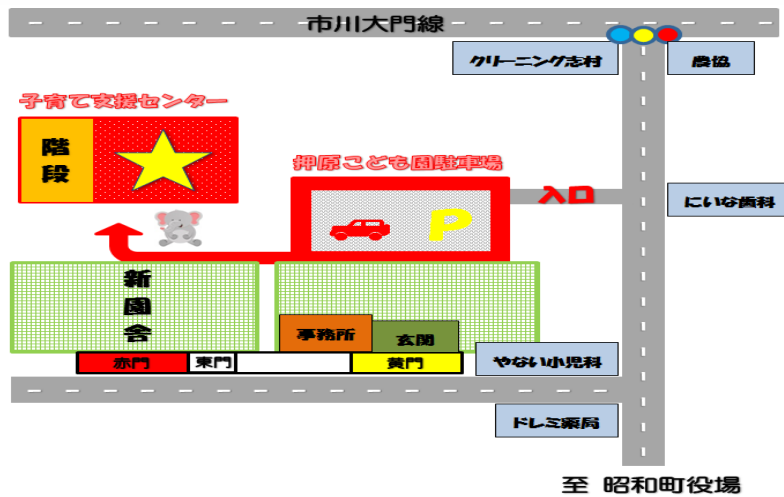 市川大門線
クリーニング志村
農協
子育て支援センター
階段
押原こども園駐車場
P
入口
にいな歯科
新園舎
事務所
玄関
赤門
東門
黄門
やない小児科
ドレミ薬局
至 昭和町役場